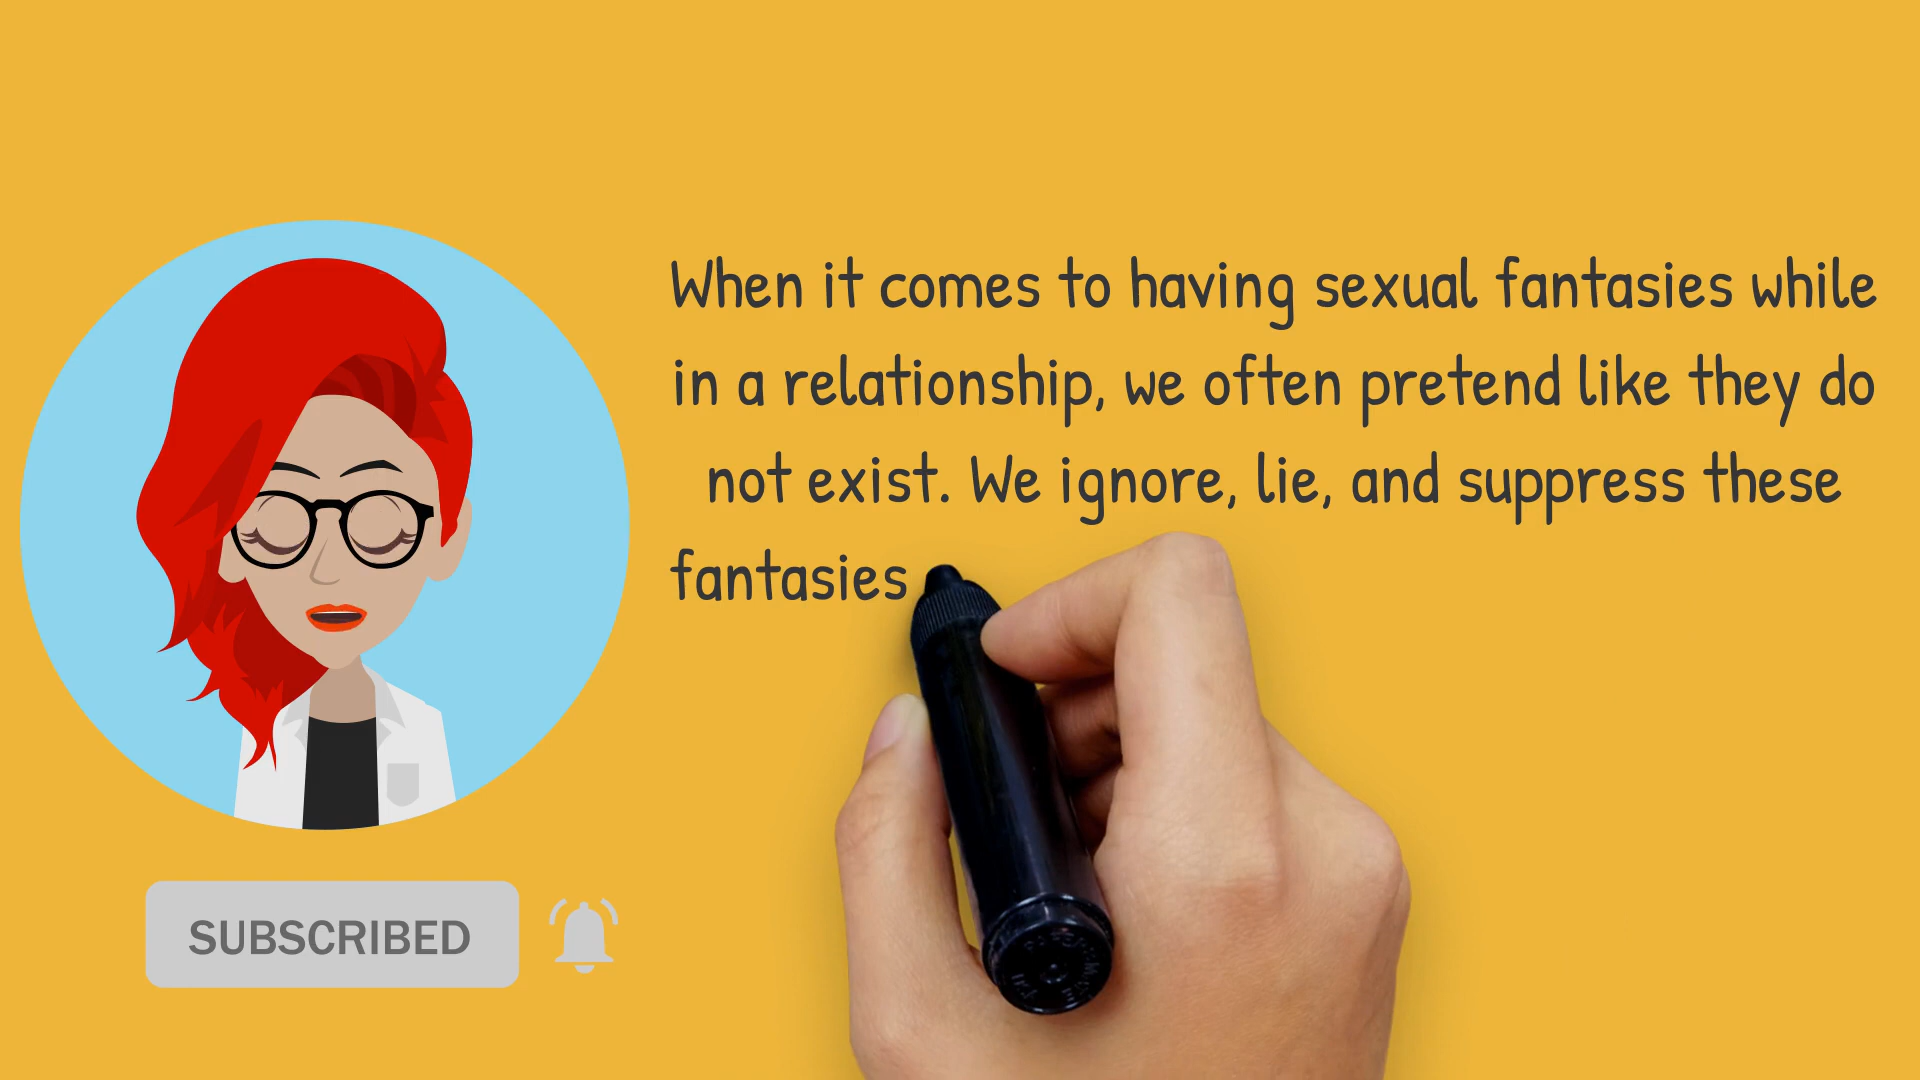 When it comes to having sexual fantasies while
in a relationship, we often pretend like they do
not exist. We ignore, lie, and suppress these
fantasies
SUBSCRIBED